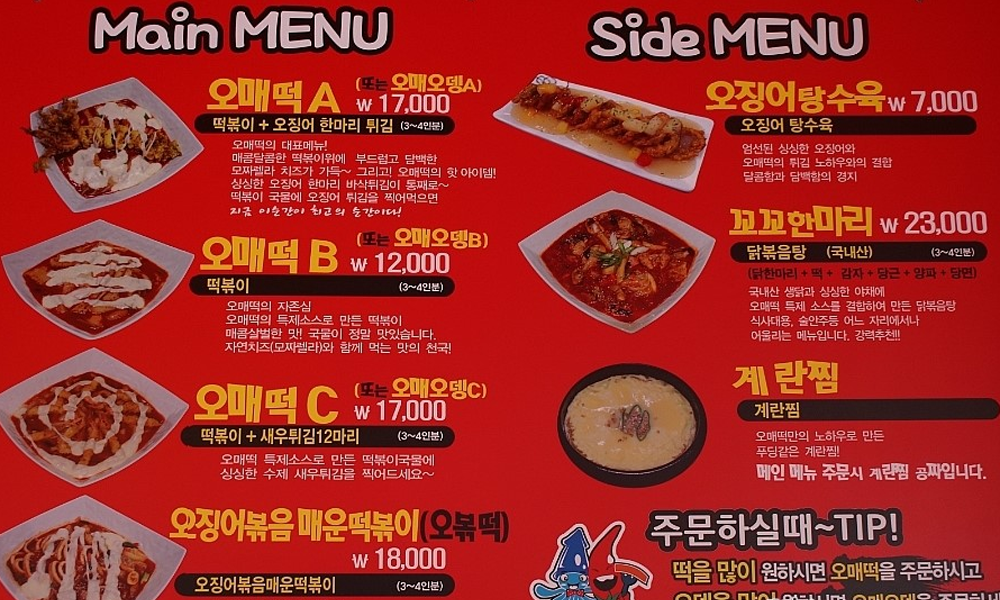 Main MENU
오매떡 A (또는 오매오뎅A)
₩ 17,000
떡볶이 + 오징어 한마리 튀김 (3~4인분)
오매떡의 대표메뉴!
매콤달콤한 떡볶이위에 부드럽고 담백한
모짜렐라 치즈가 가득~ 그리고! 오매떡의 핫 아이템!
싱싱한 오징어 한마리 바삭튀김이 통째로~
떡볶이 국물에 오징어 튀김을 찍어먹으면
지금 이순간이 최고의 순간이다!
오매떡 B (또는 오매오뎅B)
₩ 12,000
떡볶이 (3~4인분)
오매떡의 자존심
오매떡의 특제소스로 만든 떡볶이
매콤살벌한 맛! 국물이 정말 맛있습니다.
자연치즈(모짜렐라)와 함께 먹는 맛의 천국!
오매떡 C (또는 오매오뎅C)
₩ 17,000
떡볶이 + 새우튀김12마리 (3~4인분)
오매떡 특제소스로 만든 떡볶이국물에
싱싱한 수제 새우튀김을 찍어드세요~
오징어볶음 매운떡볶이(오볶떡)
₩ 18,000
오징어볶음매운떡볶이 (3~4인분)
Side MENU
오징어탕수육 ₩ 7,000
오징어 탕수육
엄선된 싱싱한 오징어와
오매떡의 튀김 노하우와의 결합
달콤함과 담백함의 경지
꼬꼬한마리 ₩ 23,000
닭볶음탕 (국내산) (3~4인분)
(닭한마리 + 떡 + 감자 + 당근 + 양파 + 당면)
국내산 생닭과 싱싱한 야채에
오매떡 특제 소스를 결합하여 만든 닭볶음탕
식사대용, 술안주등 어느 자리에서나
어울리는 메뉴입니다. 강력추천!!
계란찜
계란찜
오매떡만의 노하우로 만든
푸딩같은 계란찜!
메인 메뉴 주문시 계란찜 공짜입니다.
주문하실때~TIP!
떡을 많이 원하시면 오매떡을 주문하시고
오뎅을 많이 원하시면 오매오뎅을 주문하세